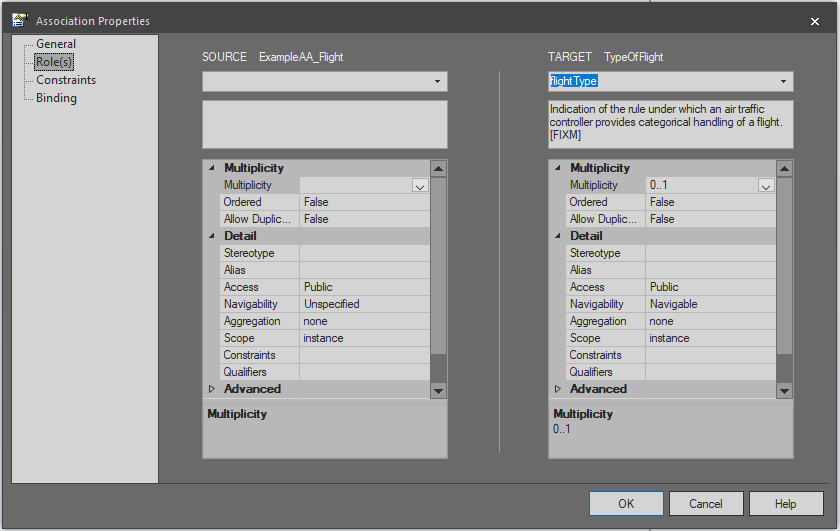 Association Properties
General
Role(s)
Constraints
Binding
SOURCE ExampleAA_Flight
Multiplicity
Multiplicity
Ordered False
Allow Duplic... False
Detail
Stereotype
Alias
Access Public
Navigability Unspecified
Aggregation none
Scope instance
Constraints
Qualifiers
Advanced
Multiplicity
TARGET TypeOfFlight
flightType
Indication of the rule under which an air traffic
controller provides categorical handling of a flight.
[FIXM]
Multiplicity
Multiplicity 0..1
Ordered False
Allow Duplic... False
Detail
Stereotype
Alias
Access Public
Navigability Navigable
Aggregation none
Scope instance
Constraints
Qualifiers
Advanced
Multiplicity
0..1
OK Cancel Help